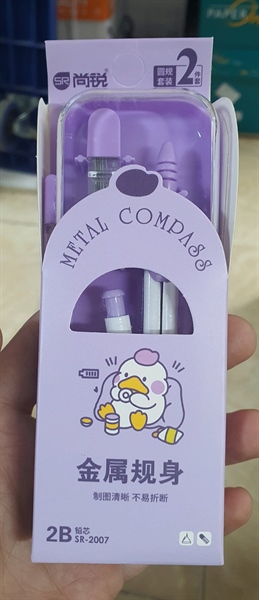 SR 尚锐
圆规
套装
2
件套
METAL COMPASS
金属规身
制图清晰 不易折断
2B 铅芯
SR-2007
PAPER